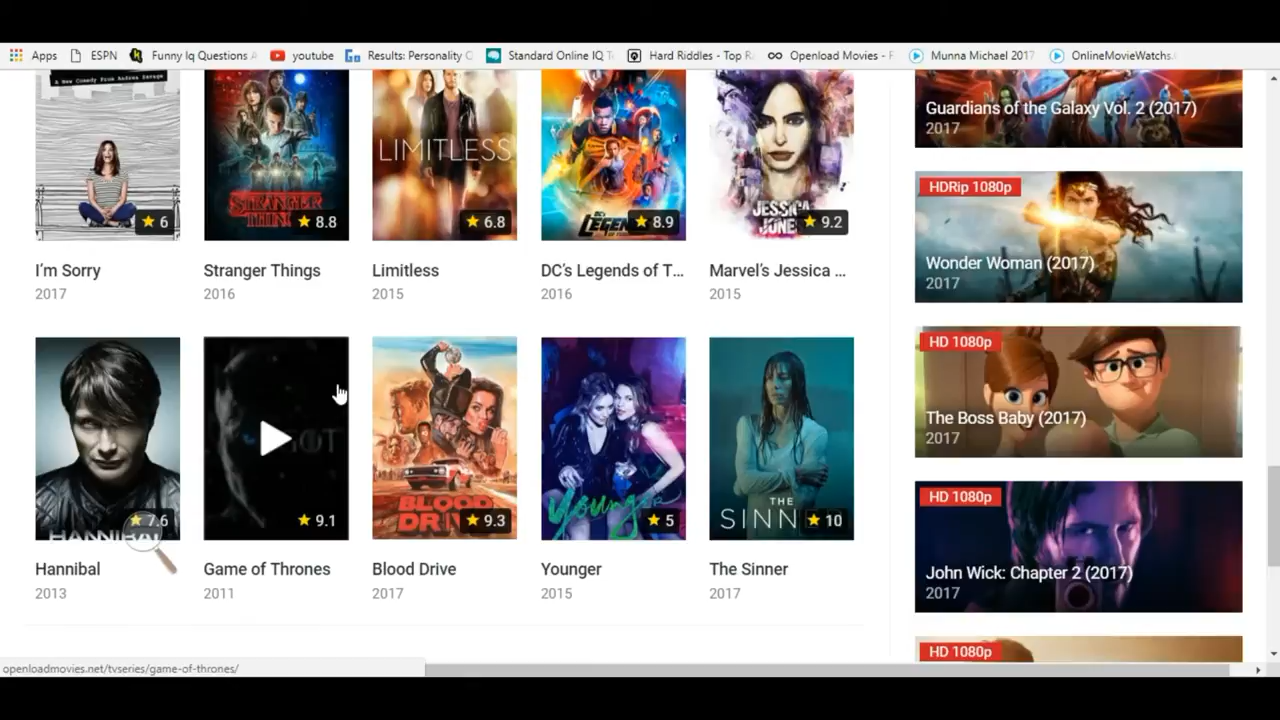 Apps
ESPN
Funny Iq Questions
youtube
Results: Personality
Standard Online IQ
Hard Riddles - Top
Openload Movies -
Munna Michael 2017
OnlineMovieWatchs.
LIMITLESS
6
8.8
6.8
8.9
9.2
I'm Sorry
Stranger Things
Limitless
DC's Legends of T...
Marvel's Jessica ...
2017
2016
2015
2016
2015
HANNIBAL
BLOOD
younger
THE
7.6
9.1
9.3
5
10
Hannibal
Game of Thrones
Blood Drive
Younger
The Sinner
2013
2011
2017
2015
2017
Guardians of the Galaxy Vol. 2 (2017)
2017
HDRip 1080p
Wonder Woman (2017)
2017
HD 1080p
The Boss Baby (2017)
2017
HD 1080p
John Wick: Chapter 2 (2017)
2017
HD 1080p
openloadmovies.net/tvseries/game-of-thrones/